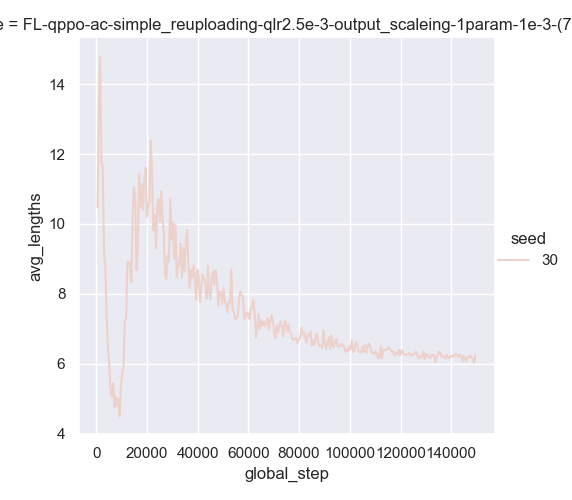 e = FL-qppo-ac-simple_reuploading-qlr2.5e-3-output_scaleing-1param-1e-3-(7
14
12
10
8
6
4
avg_lengths
seed
30
0 20000 40000 60000 80000 100000 120000 140000
global_step